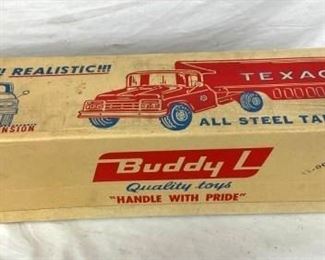 REALISTIC!!!
TEXAC
NSION
ALL STEEL TA
Buddy L
Quality toys
"HANDLE WITH PRIDE"